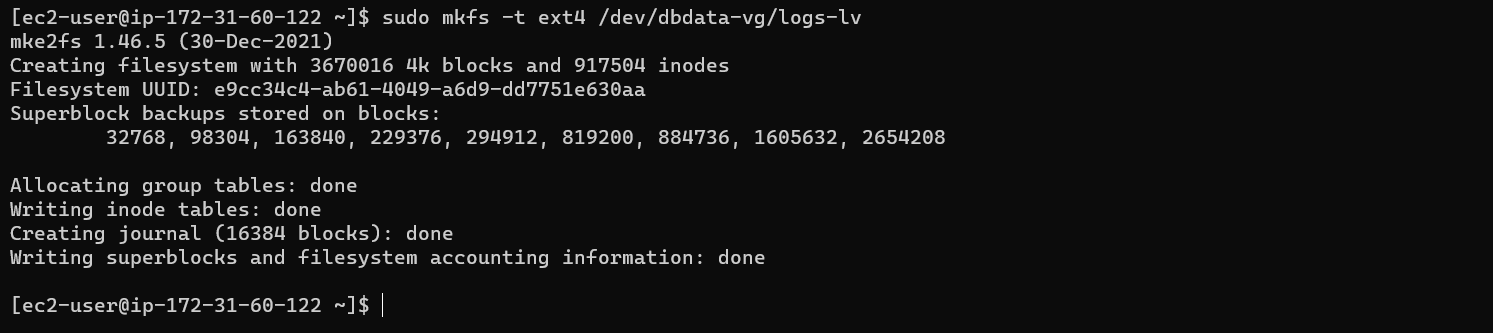 [ec2-user@ip-172-31-60-122 ~]$ sudo mkfs -t ext4 /dev/dbdata-vg/logs-lv
mke2fs 1.46.5 (30-Dec-2021)
Creating filesystem with 3670016 4k blocks and 917504 inodes
Filesystem UUID: e9cc34c4-ab61-4049-a6d9-dd7751e630aa
Superblock backups stored on blocks:
        32768, 98304, 163840, 229376, 294912, 819200, 884736, 1605632, 2654208

Allocating group tables: done
Writing inode tables: done
Creating journal (16384 blocks): done
Writing superblocks and filesystem accounting information: done

[ec2-user@ip-172-31-60-122 ~]$